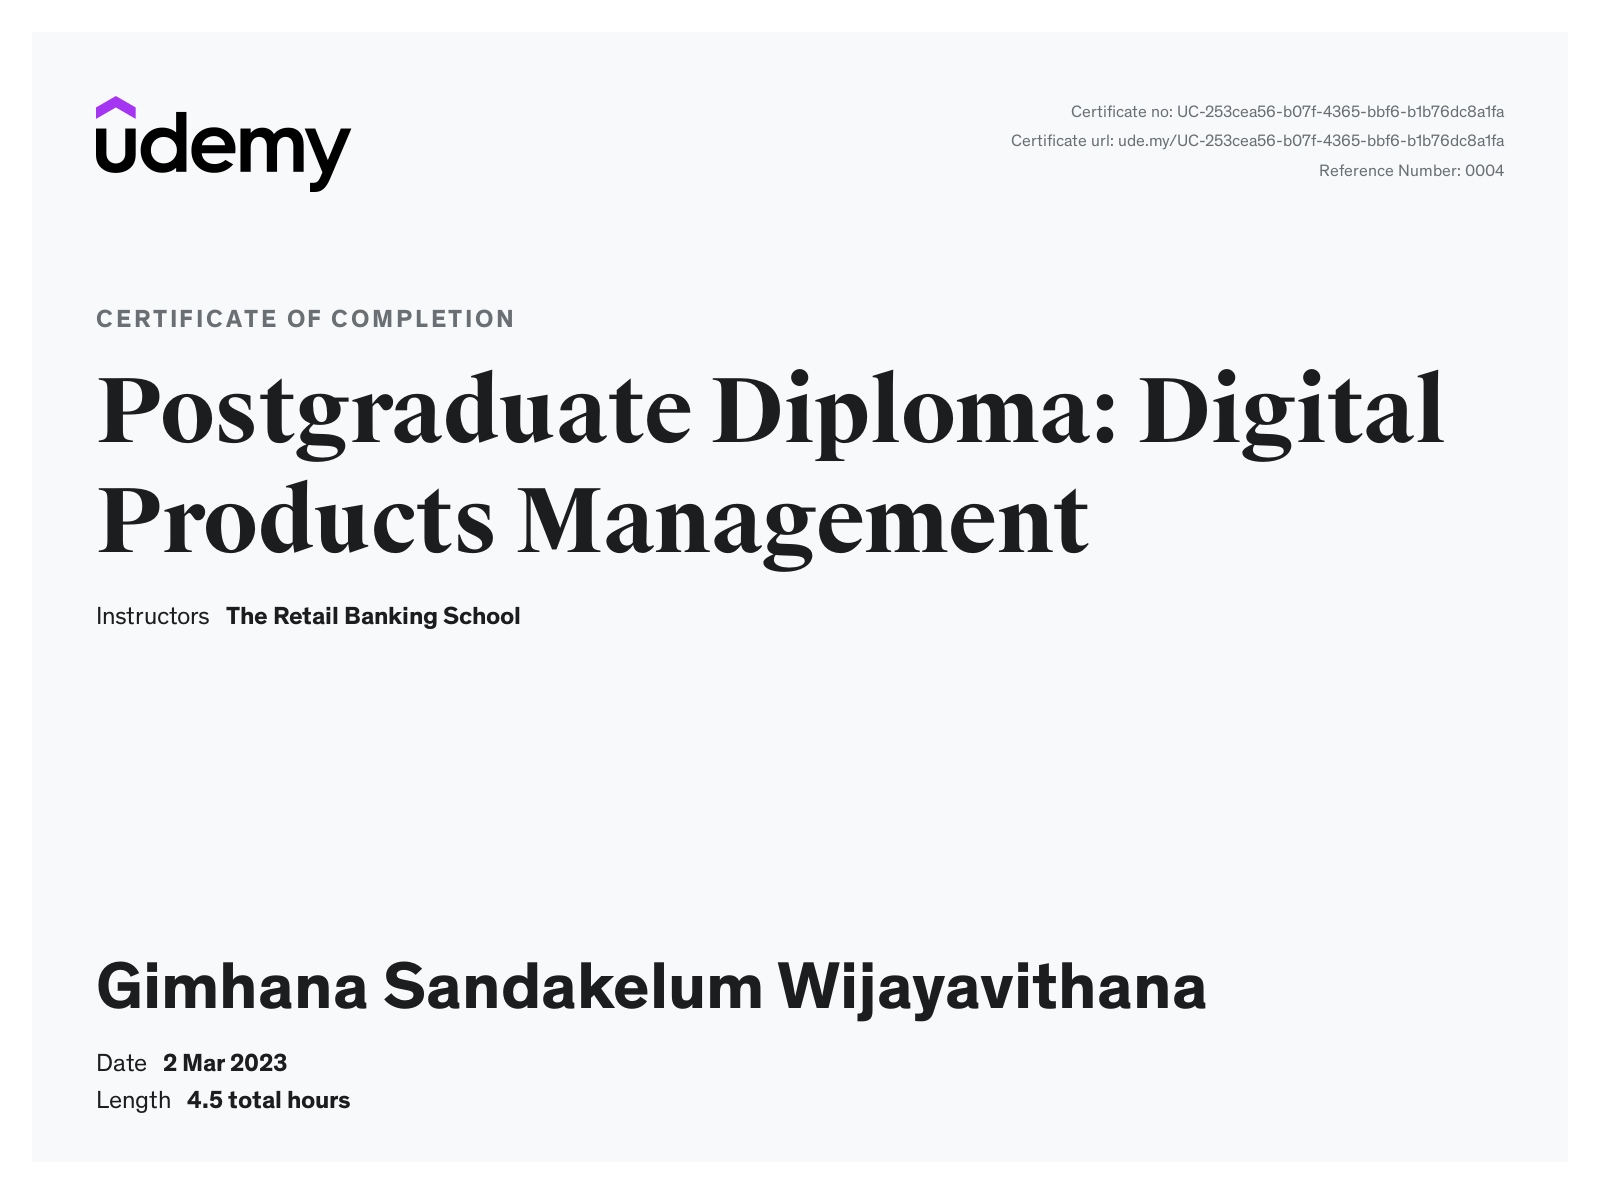 udemy
Certificate no: UC-253cea56-b07f-4365-bbf6-b1b76dc8a1fa
Certificate url: ude.my/UC-253cea56-b07f-4365-bbf6-b1b76dc8a1fa
Reference Number: 0004
CERTIFICATE OF COMPLETION
Postgraduate Diploma: Digital
Products Management
Instructors The Retail Banking School
Gimhana Sandakelum Wijayavithana
Date 2 Mar 2023
Length 4.5 total hours